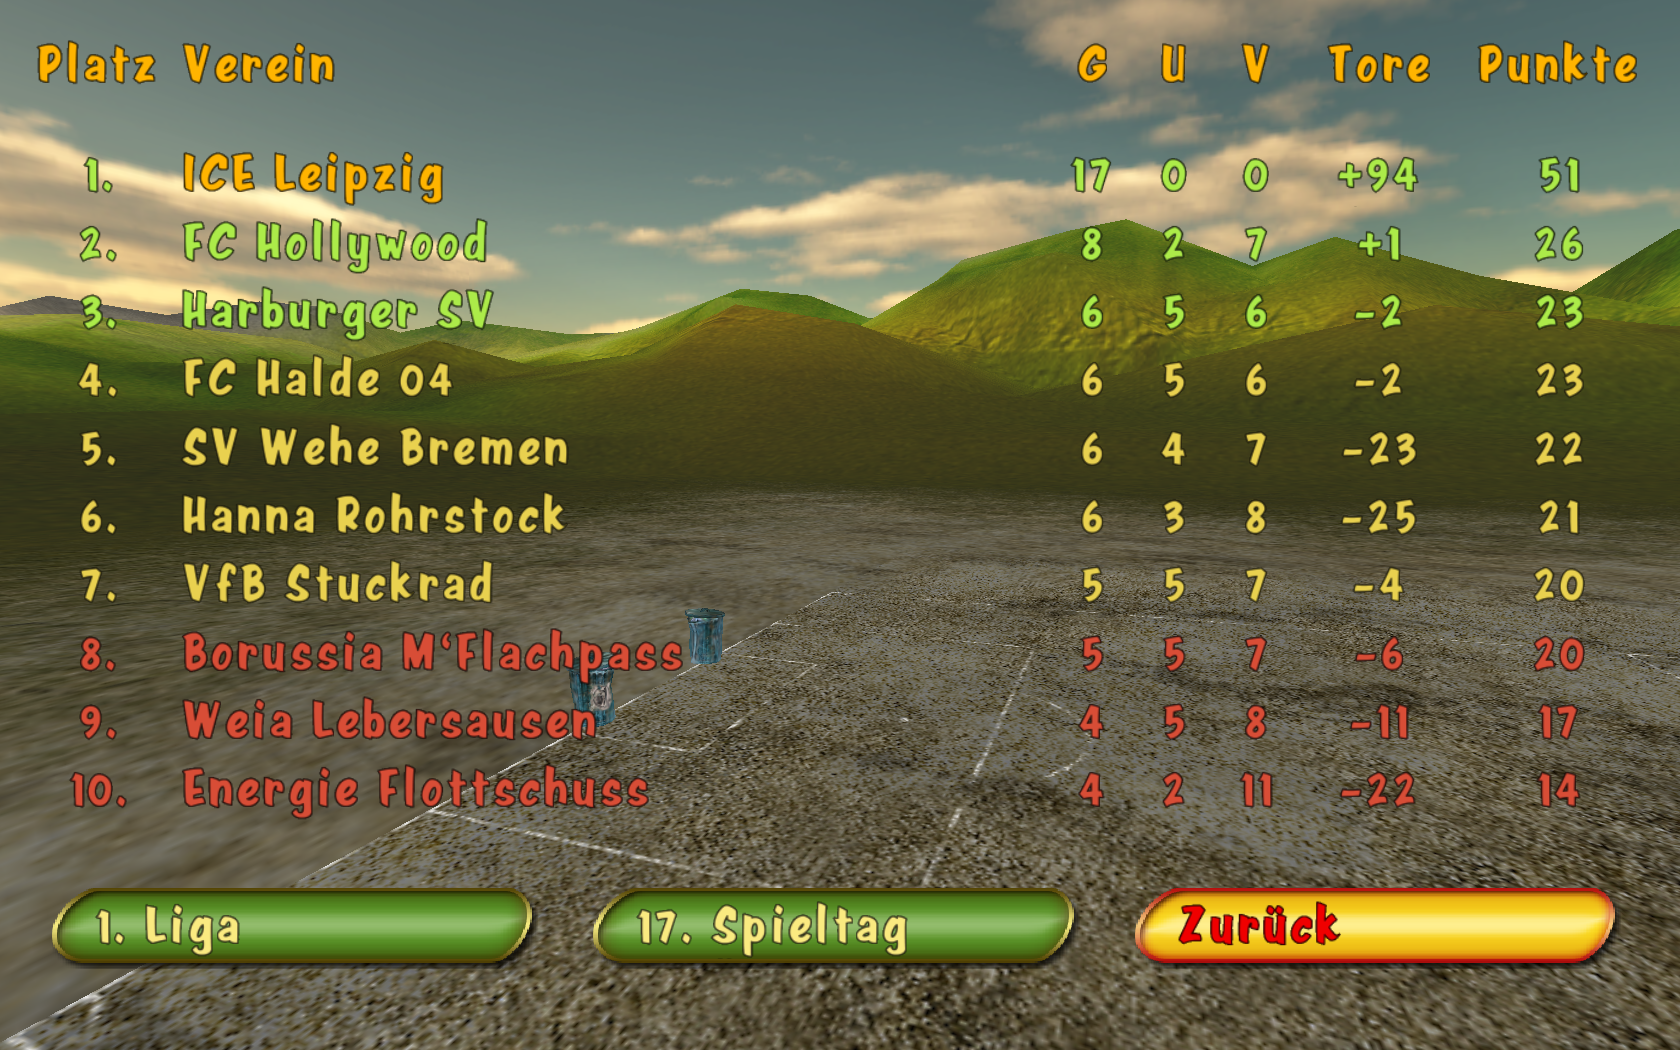 Platz Verein G U V Tore Punkte
1. ICE Leipzig 17 0 0 +94 51
2. FC Hollywood 8 2 7 +1 26
3. Harburger SV 6 5 6 -2 23
4. FC Halde 04 6 5 6 -2 23
5. SV Wehe Bremen 6 4 7 -23 22
6. Hanna Rohrstock 6 3 8 -25 21
7. VfB Stuckrad 5 5 7 -4 20
8. Borussia M‘Flachpass 5 5 7 -6 20
9. Weia Lebersausen 4 5 8 -11 17
10. Energie Flottschuss 4 2 11 -22 14
1. Liga 17. Spieltag Zurück